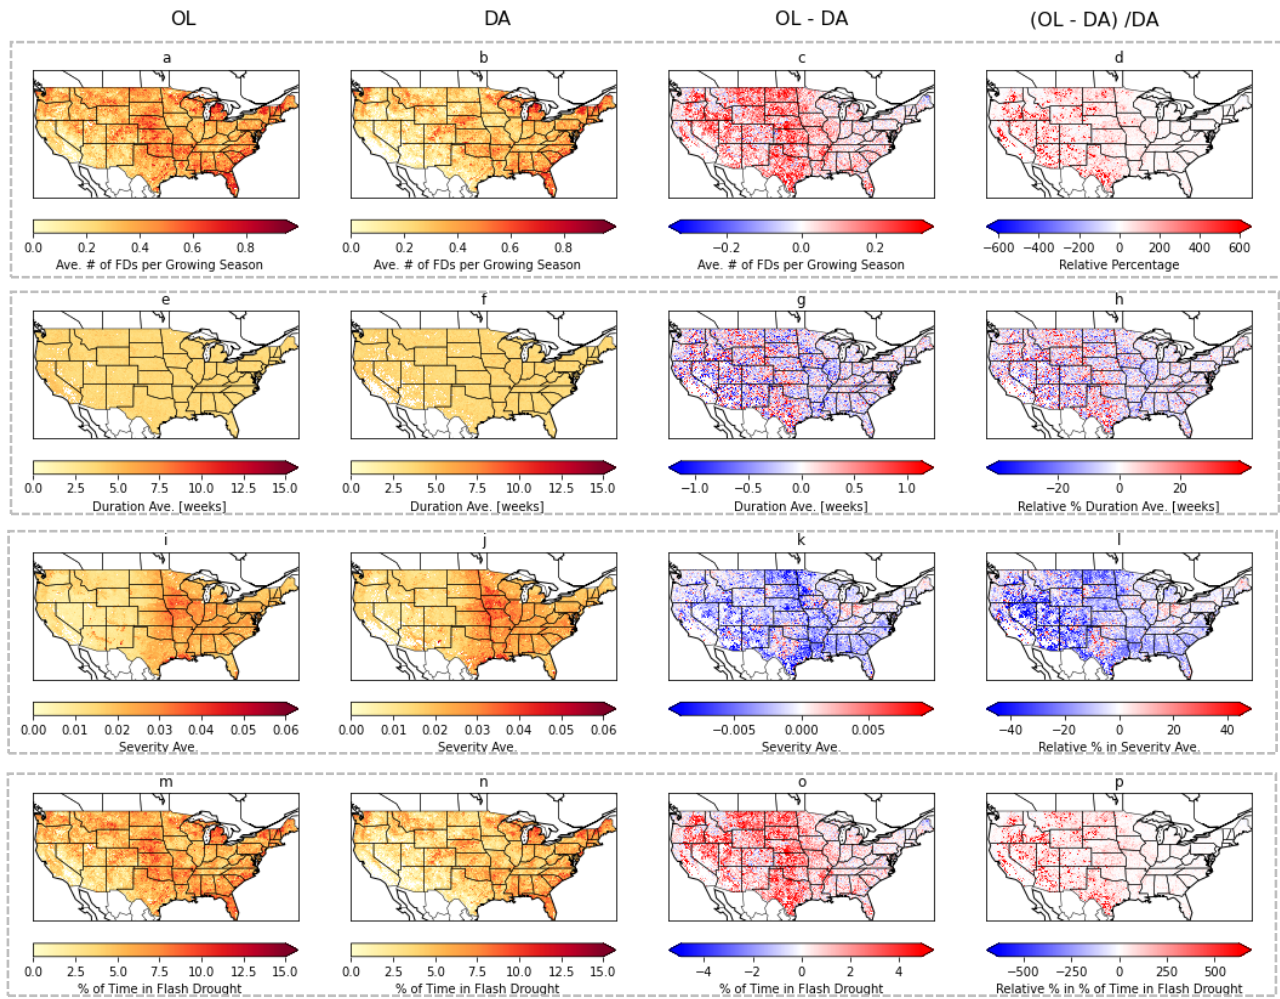 OL DA OL - DA (OL - DA) /DA
a b c d
0.0 0.2 0.4 0.6 0.8 0.0 0.2 0.4 0.6 0.8 −0.2 0.0 0.2 −600 −400 −200 0 200 400 600
Ave. # of FDs per Growing Season Ave. # of FDs per Growing Season Ave. # of FDs per Growing Season Relative Percentage
e f g h
0.0 2.5 5.0 7.5 10.0 12.5 15.0 0.0 2.5 5.0 7.5 10.0 12.5 15.0 −1.0 −0.5 0.0 0.5 1.0 −20 0 20
Duration Ave. [weeks] Duration Ave. [weeks] Duration Ave. [weeks] Relative % Duration Ave. [weeks]
i j k l
0.00 0.01 0.02 0.03 0.04 0.05 0.06 0.00 0.01 0.02 0.03 0.04 0.05 0.06 −0.005 0.000 0.005 −40 −20 0 20 40
Severity Ave. Severity Ave. Severity Ave. Relative % in Severity Ave.
m n o p
0.0 2.5 5.0 7.5 10.0 12.5 15.0 0.0 2.5 5.0 7.5 10.0 12.5 15.0 −4 −2 0 2 4 −500 −250 0 250 500
% of Time in Flash Drought % of Time in Flash Drought % of Time in Flash Drought Relative % in % of Time in Flash Drought